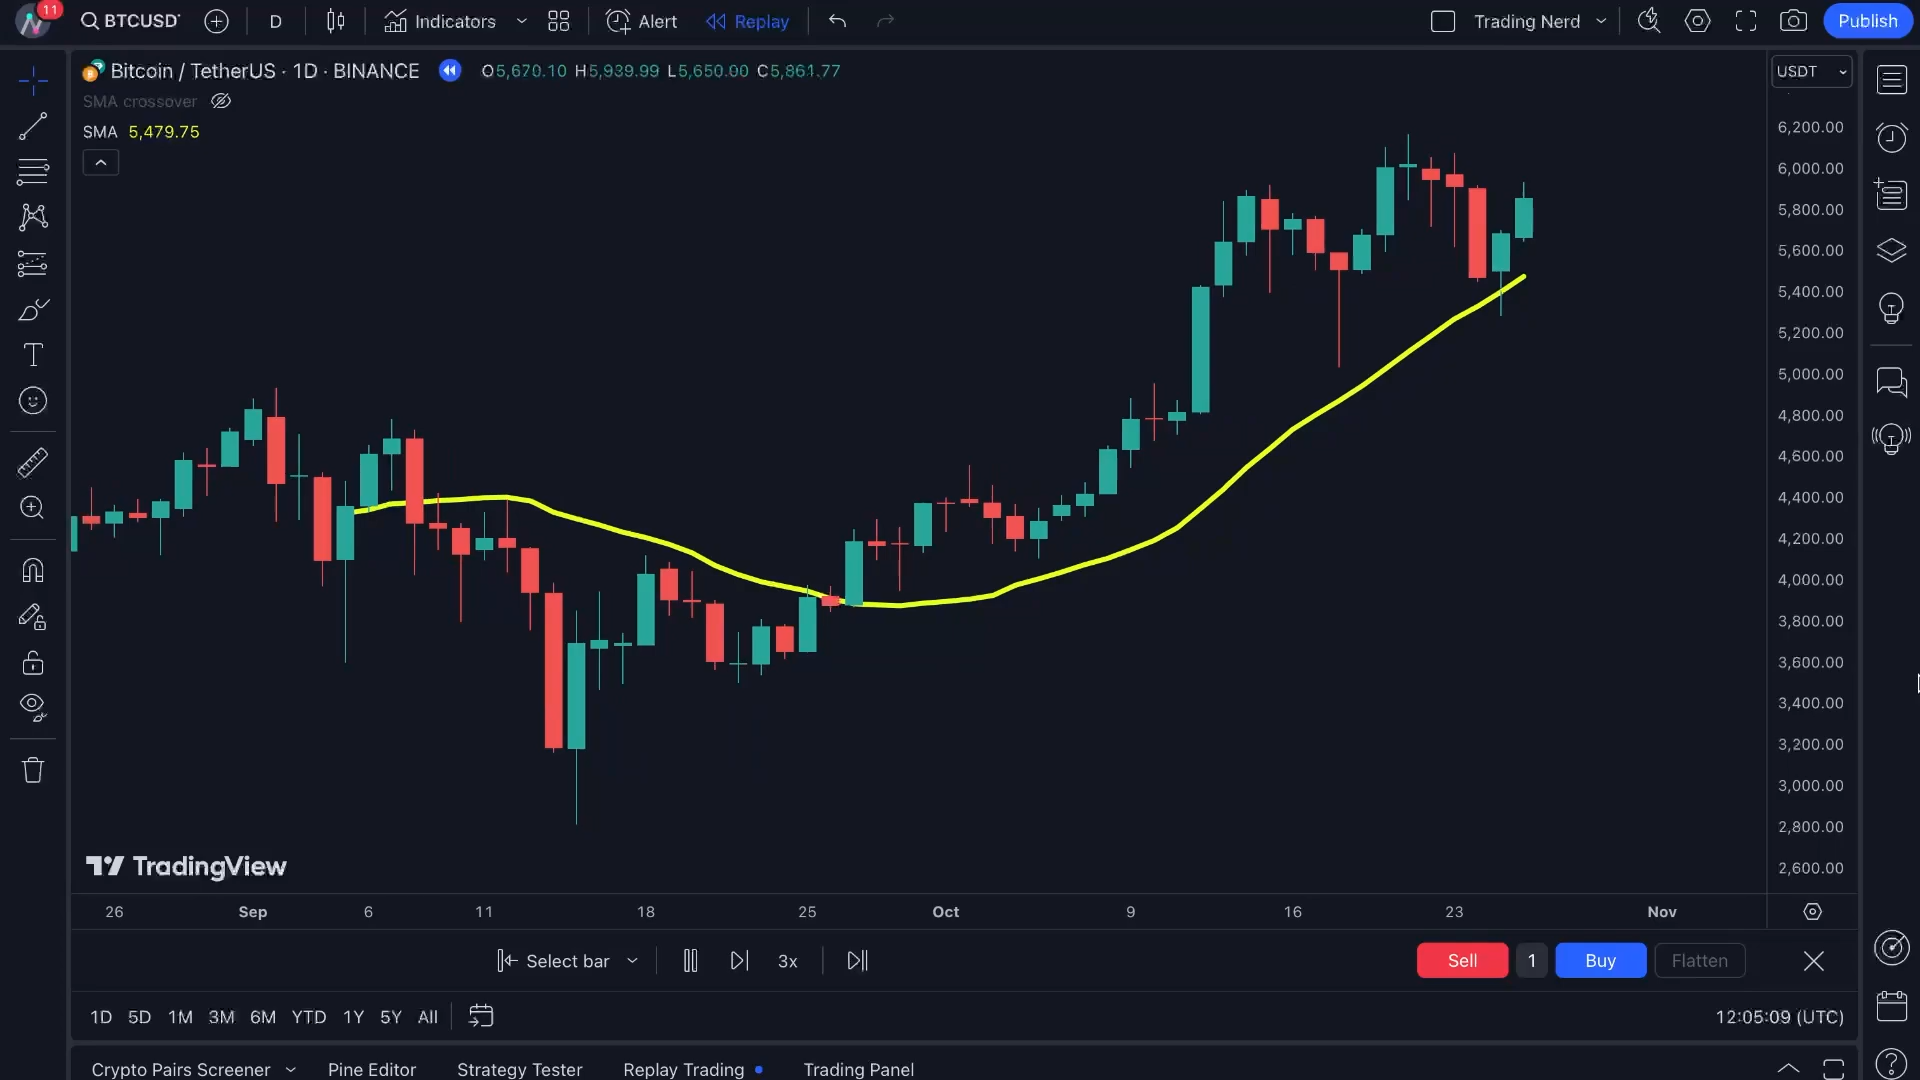 11
BTCUSD
D
Indicators
Alert
Replay
Trading Nerd
Publish
Bitcoin / TetherUS · 1D · BINANCE
O5,670.10 H5,939.99 L5,650.00 C5,861.77
USDT
SMA crossover
SMA 5,479.75
6,200.00
6,000.00
5,800.00
5,600.00
5,400.00
5,200.00
5,000.00
4,800.00
4,600.00
4,400.00
4,200.00
4,000.00
3,800.00
3,600.00
3,400.00
3,200.00
3,000.00
2,800.00
2,600.00
TradingView
26 Sep 6 11 18 25 Oct 9 16 23 Nov
Select bar
3x
Sell
1
Buy
Flatten
1D 5D 1M 3M 6M YTD 1Y 5Y All
12:05:09 (UTC)
Crypto Pairs Screener
Pine Editor
Strategy Tester
Replay Trading
Trading Panel